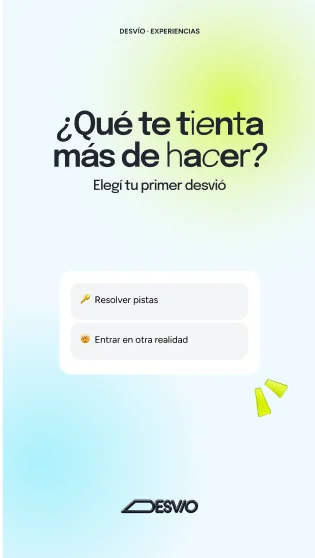 DESVÍO · EXPERIENCIAS
¿Qué te tienta
más de hacer?
Elegí tu primer desvió
🔑 Resolver pistas
🤯 Entrar en otra realidad
DESVIO